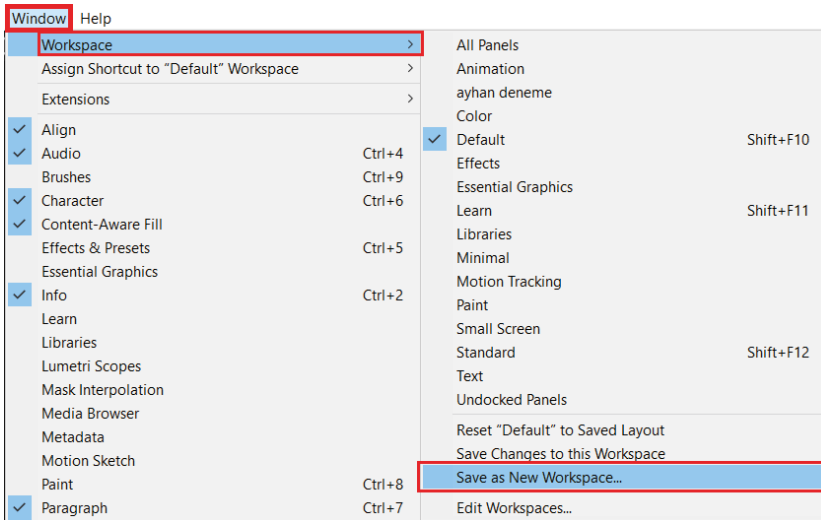 Window Help
Workspace
Assign Shortcut to “Default” Workspace
Extensions
Align
Audio Ctrl+4
Brushes Ctrl+9
Character Ctrl+6
Content-Aware Fill
Effects & Presets Ctrl+5
Essential Graphics
Info Ctrl+2
Learn
Libraries
Lumetri Scopes
Mask Interpolation
Media Browser
Metadata
Motion Sketch
Paint Ctrl+8
Paragraph Ctrl+7
All Panels
Animation
ayhan deneme
Color
Default Shift+F10
Effects
Essential Graphics
Learn Shift+F11
Libraries
Minimal
Motion Tracking
Paint
Small Screen
Standard Shift+F12
Text
Undocked Panels
Reset “Default” to Saved Layout
Save Changes to this Workspace
Save as New Workspace...
Edit Workspaces...